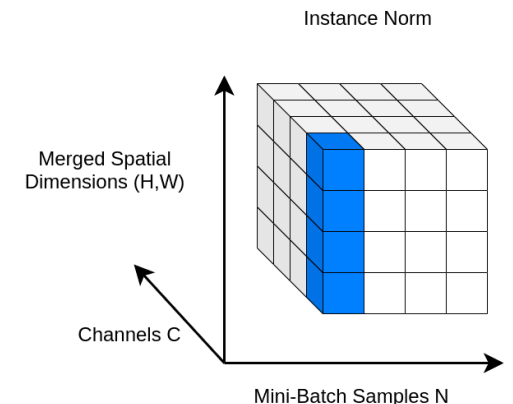 Instance Norm
Merged Spatial
Dimensions (H,W)
Channels C
Mini-Batch Samples N